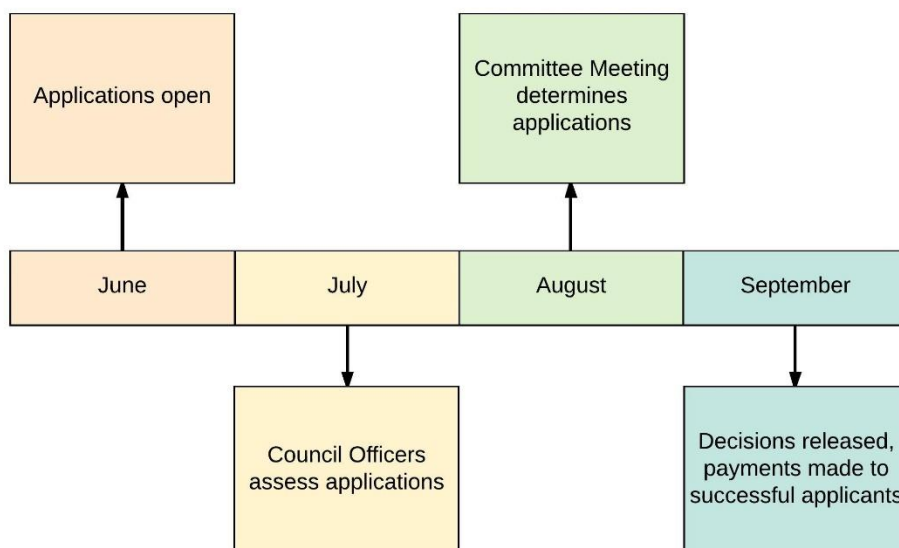 Applications open
Committee Meeting
determines
applications
June
July
August
September
Council Officers
assess applications
Decisions released,
payments made to
successful applicants